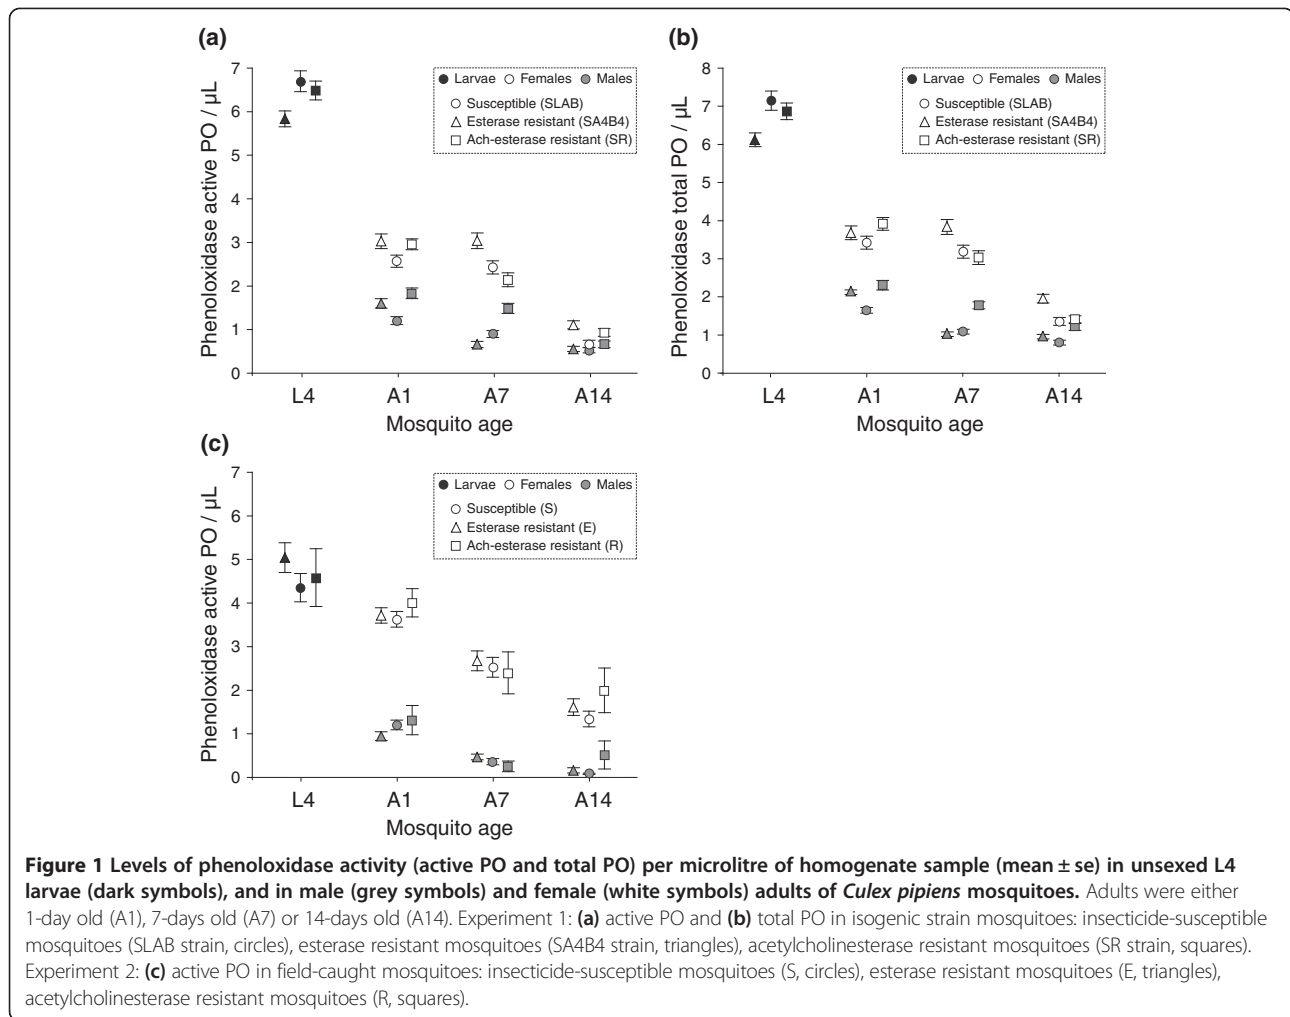 (a)
Phenoloxidase active PO / µL
7
6
5
4
3
2
1
0
Larvae Females Males
Susceptible (SLAB)
Esterase resistant (SA4B4)
Ach-esterase resistant (SR)
L4 A1 A7 A14
Mosquito age
(b)
Phenoloxidase total PO / µL
8
7
6
5
4
3
2
1
0
Larvae Females Males
Susceptible (SLAB)
Esterase resistant (SA4B4)
Ach-esterase resistant (SR)
L4 A1 A7 A14
Mosquito age
(c)
Phenoloxidase active PO / µL
7
6
5
4
3
2
1
0
Larvae Females Males
Susceptible (S)
Esterase resistant (E)
Ach-esterase resistant (R)
L4 A1 A7 A14
Mosquito age
Figure 1 Levels of phenoloxidase activity (active PO and total PO) per microlitre of homogenate sample (mean ± se) in unsexed L4
larvae (dark symbols), and in male (grey symbols) and female (white symbols) adults of Culex pipiens mosquitoes. Adults were either
1-day old (A1), 7-days old (A7) or 14-days old (A14). Experiment 1: (a) active PO and (b) total PO in isogenic strain mosquitoes: insecticide-susceptible
mosquitoes (SLAB strain, circles), esterase resistant mosquitoes (SA4B4 strain, triangles), acetylcholinesterase resistant mosquitoes (SR strain, squares).
Experiment 2: (c) active PO in field-caught mosquitoes: insecticide-susceptible mosquitoes (S, circles), esterase resistant mosquitoes (E, triangles),
acetylcholinesterase resistant mosquitoes (R, squares).